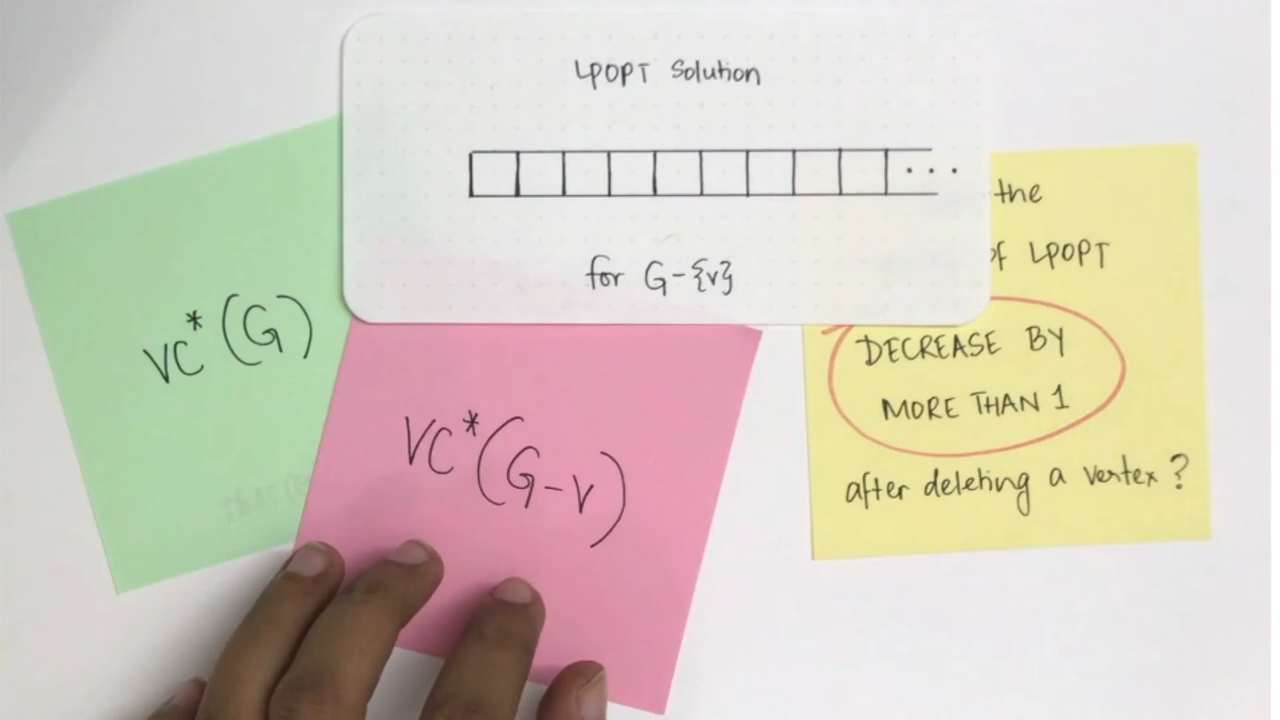 LPOPT Solution
for G-{v}
VC*(G)
VC*(G-v)
the
of LPOPT
DECREASE BY
MORE THAN 1
after deleting a vertex?